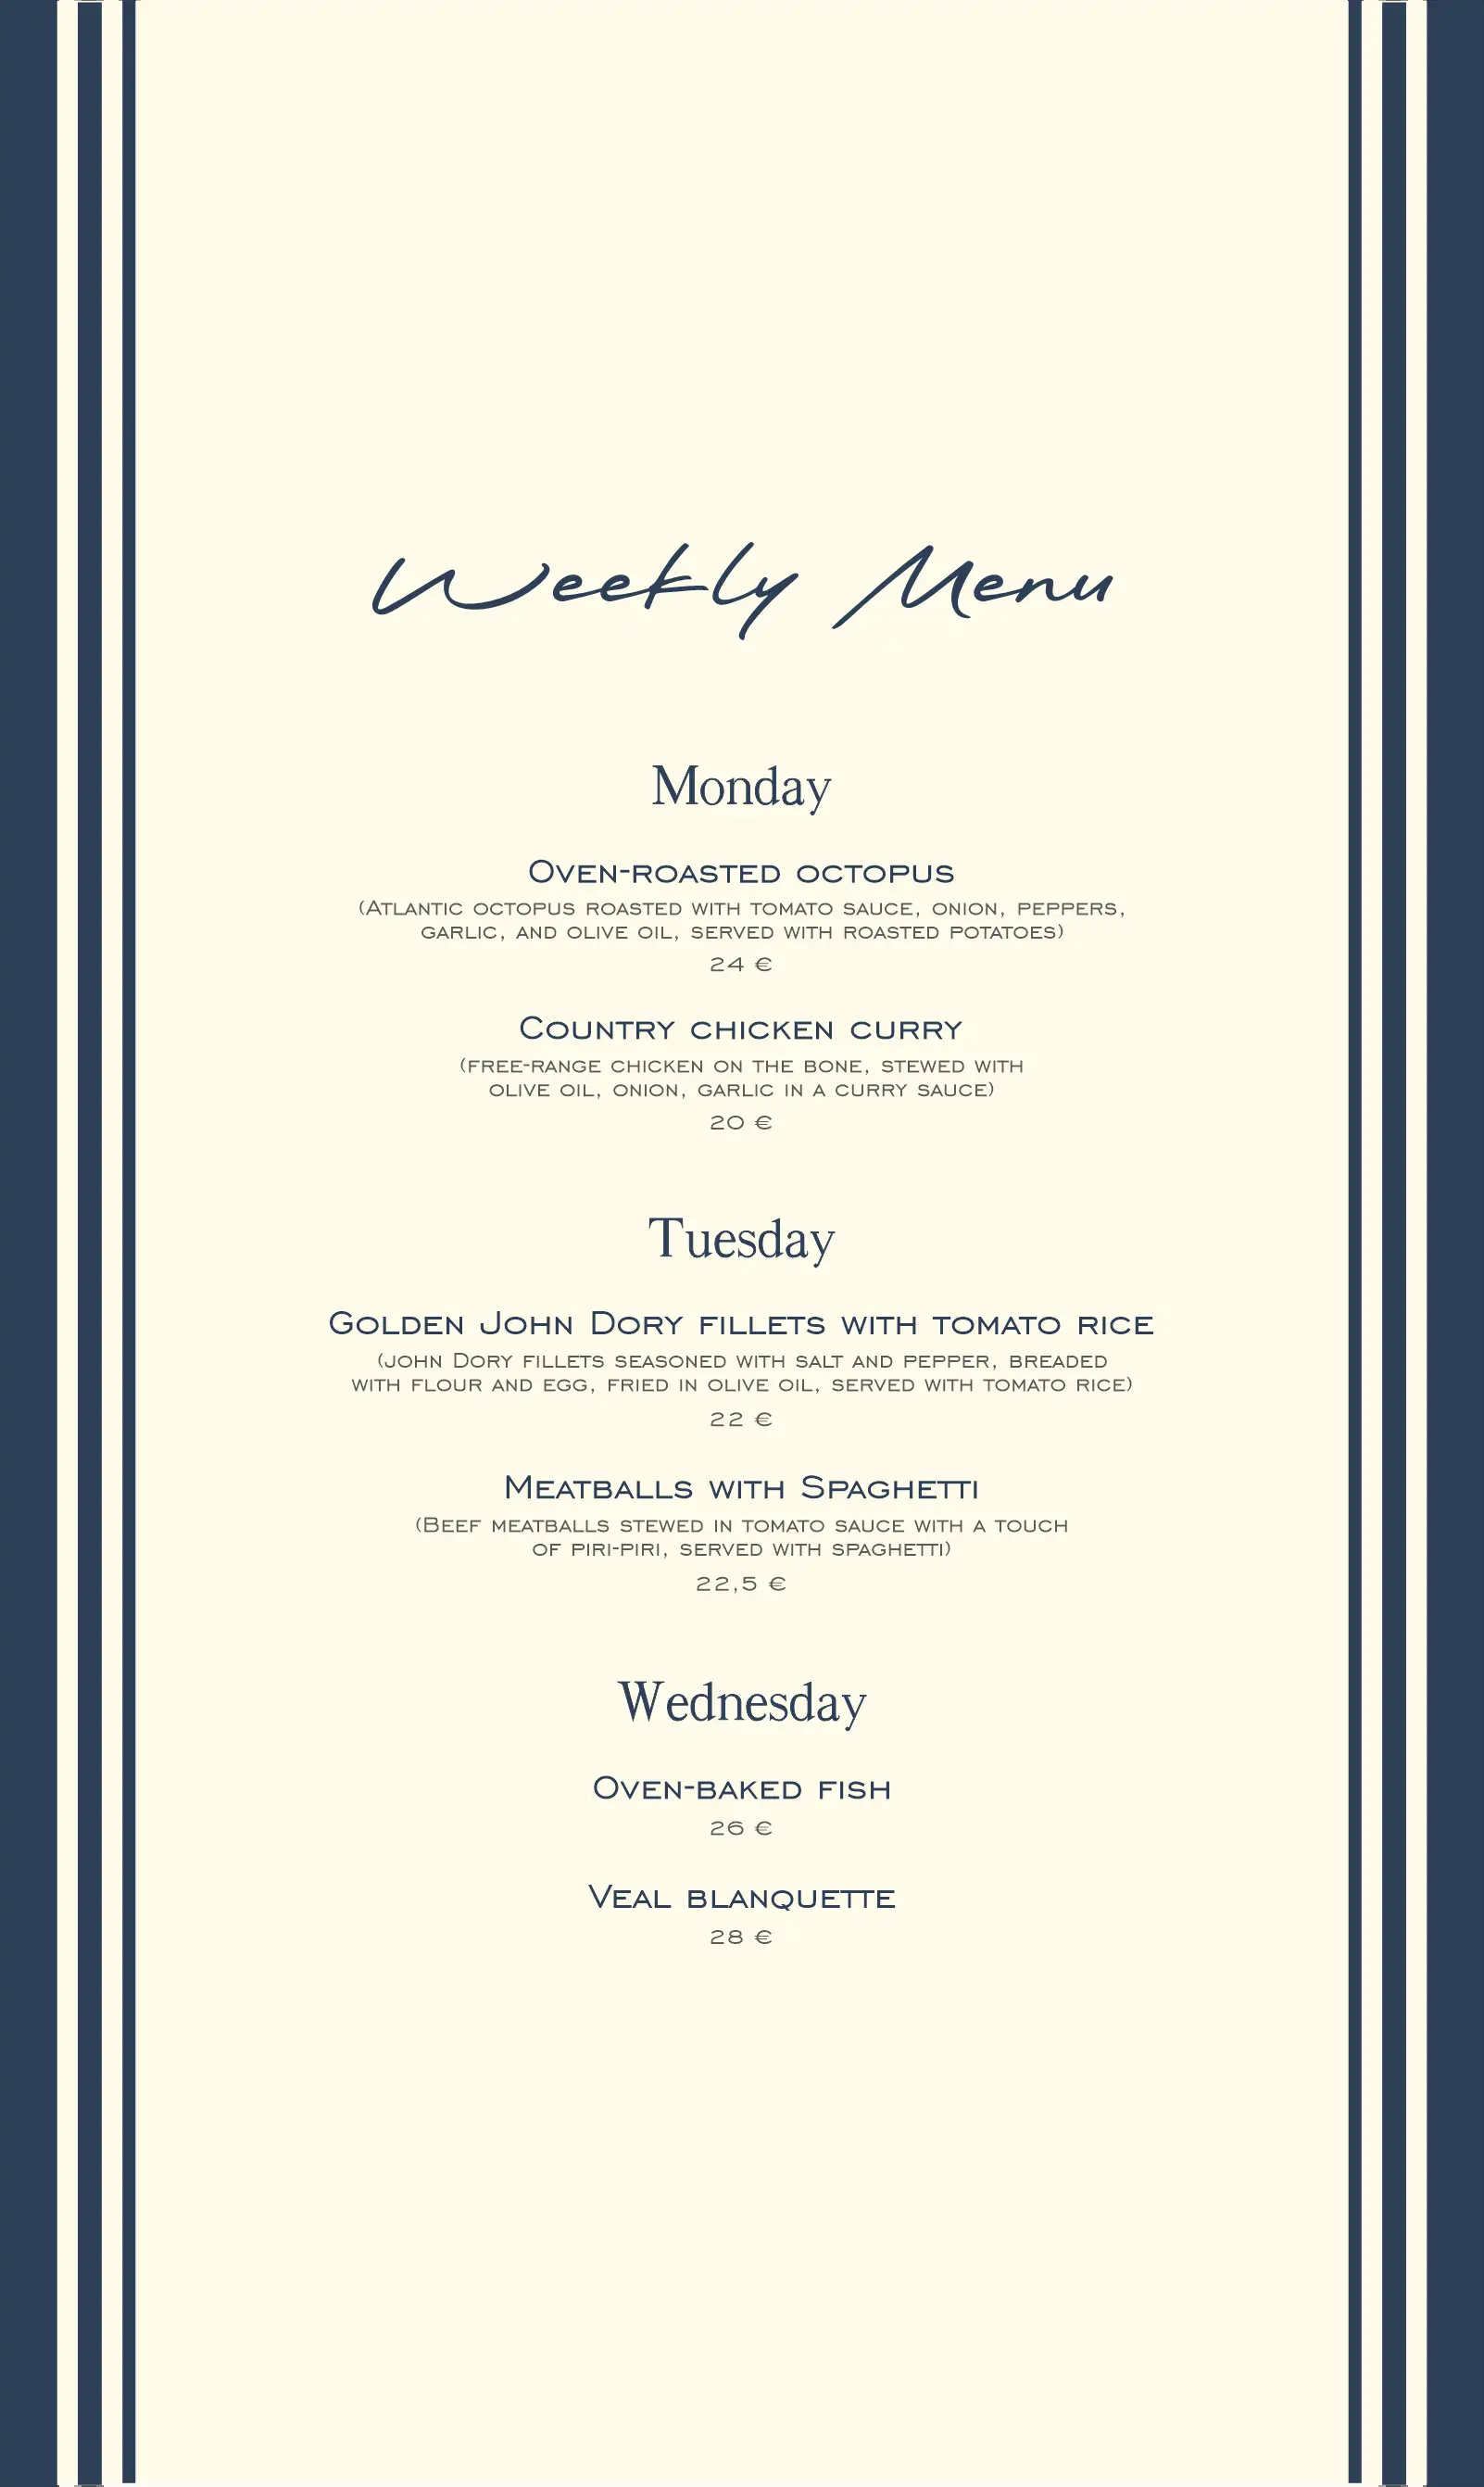 Weekly Menu
Monday
Oven-roasted octopus
(Atlantic octopus roasted with tomato sauce, onion, peppers,
garlic, and olive oil, served with roasted potatoes)
24 €
Country chicken curry
(free-range chicken on the bone, stewed with
olive oil, onion, garlic in a curry sauce)
20 €
Tuesday
Golden John Dory fillets with tomato rice
(john Dory fillets seasoned with salt and pepper, breaded
with flour and egg, fried in olive oil, served with tomato rice)
22 €
Meatballs with Spaghetti
(Beef meatballs stewed in tomato sauce with a touch
of piri-piri, served with spaghetti)
22,5 €
Wednesday
Oven-baked fish
26 €
Veal blanquette
28 €